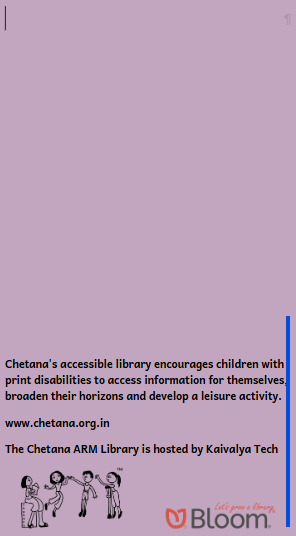 ¶
Chetana's accessible library encourages children with
print disabilities to access information for themselves,
broaden their horizons and develop a leisure activity.
www.chetana.org.in
The Chetana ARM Library is hosted by Kaivalya Tech
TM
Let's grow a library
Bloom